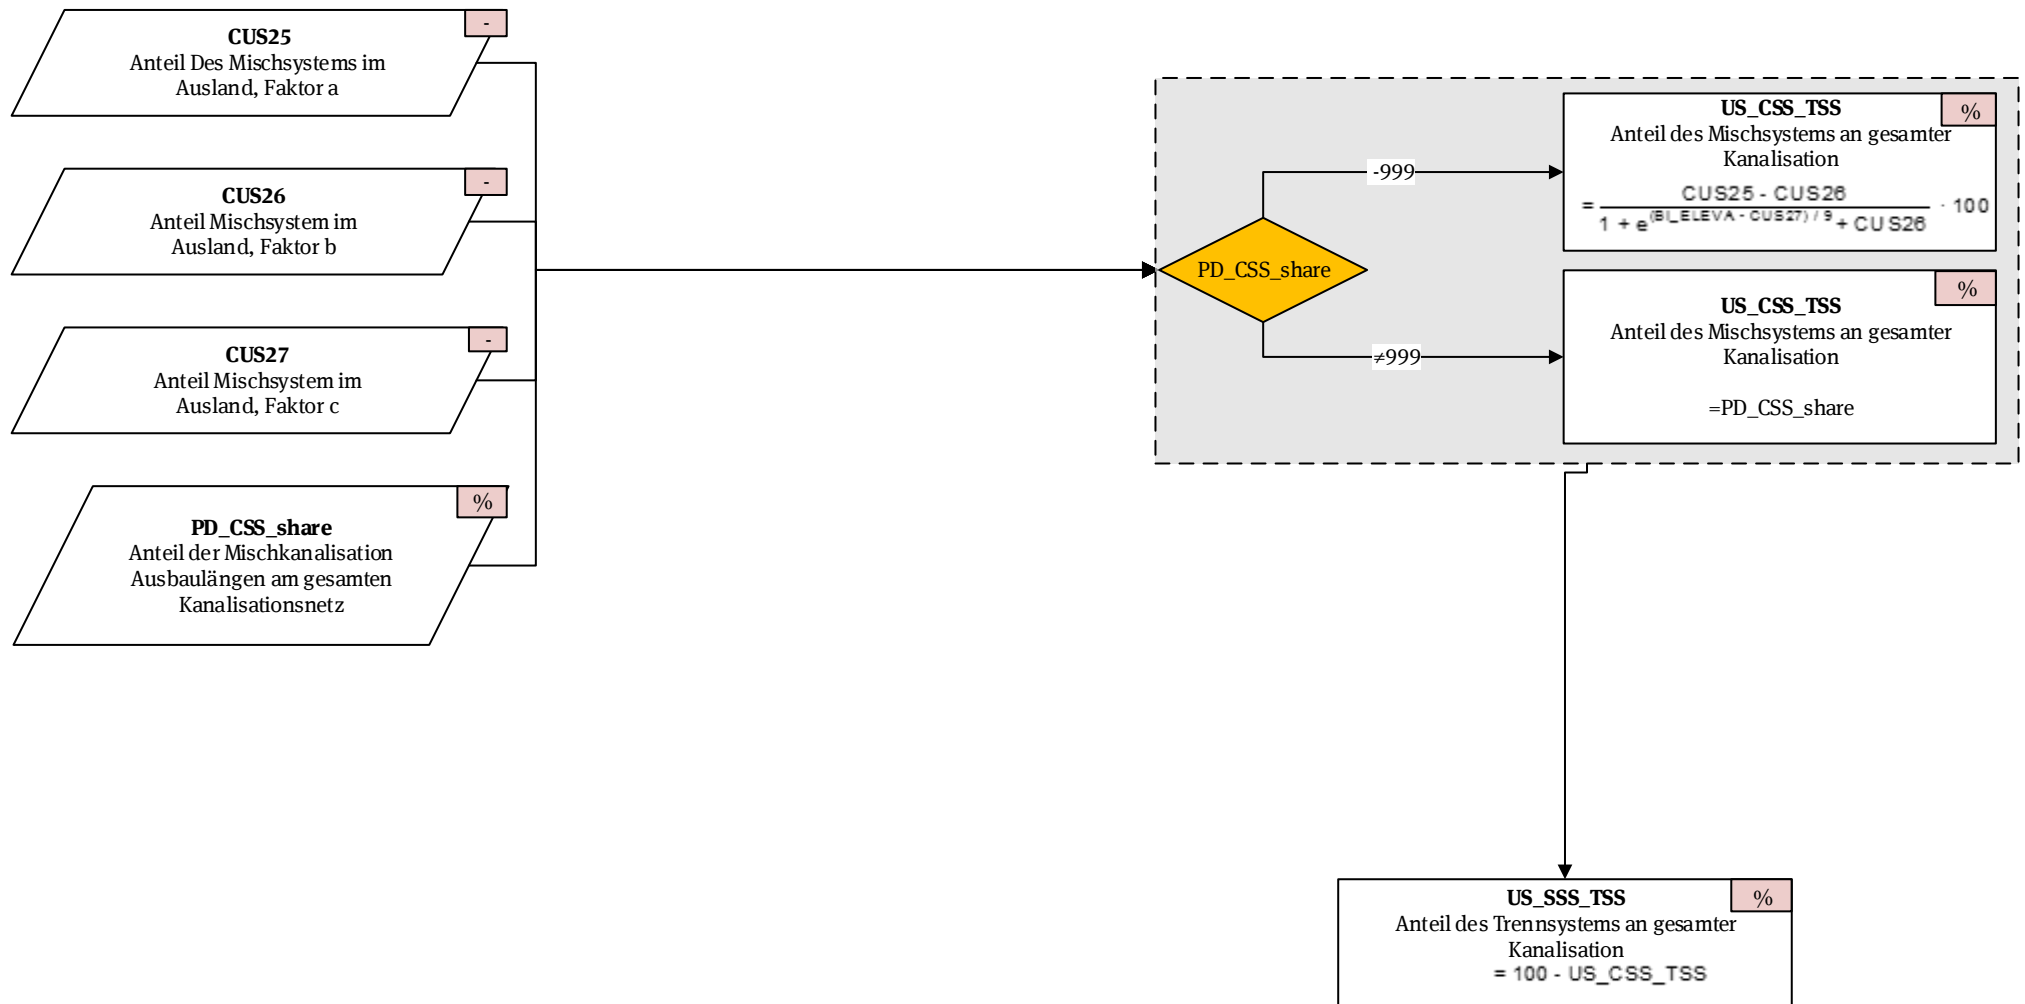 -
CUS25
Anteil Des Mischsystems im
Ausland, Faktor a
-
CUS26
Anteil Mischsystem im
Ausland, Faktor b
-
CUS27
Anteil Mischsystem im
Ausland, Faktor c
%
PD_CSS_share
Anteil der Mischkanalisation
Ausbaulängen am gesamten
Kanalisationsnetz
PD_CSS_share
-999
≠999
%
US_CSS_TSS
Anteil des Mischsystems an gesamter
Kanalisation
CUS25 - CUS26
= · 100
1 + e(BI_ELEVA - CUS27) / 9 + CUS26
%
US_CSS_TSS
Anteil des Mischsystems an gesamter
Kanalisation
=PD_CSS_share
%
US_SSS_TSS
Anteil des Trennsystems an gesamter
Kanalisation
= 100 - US_CSS_TSS